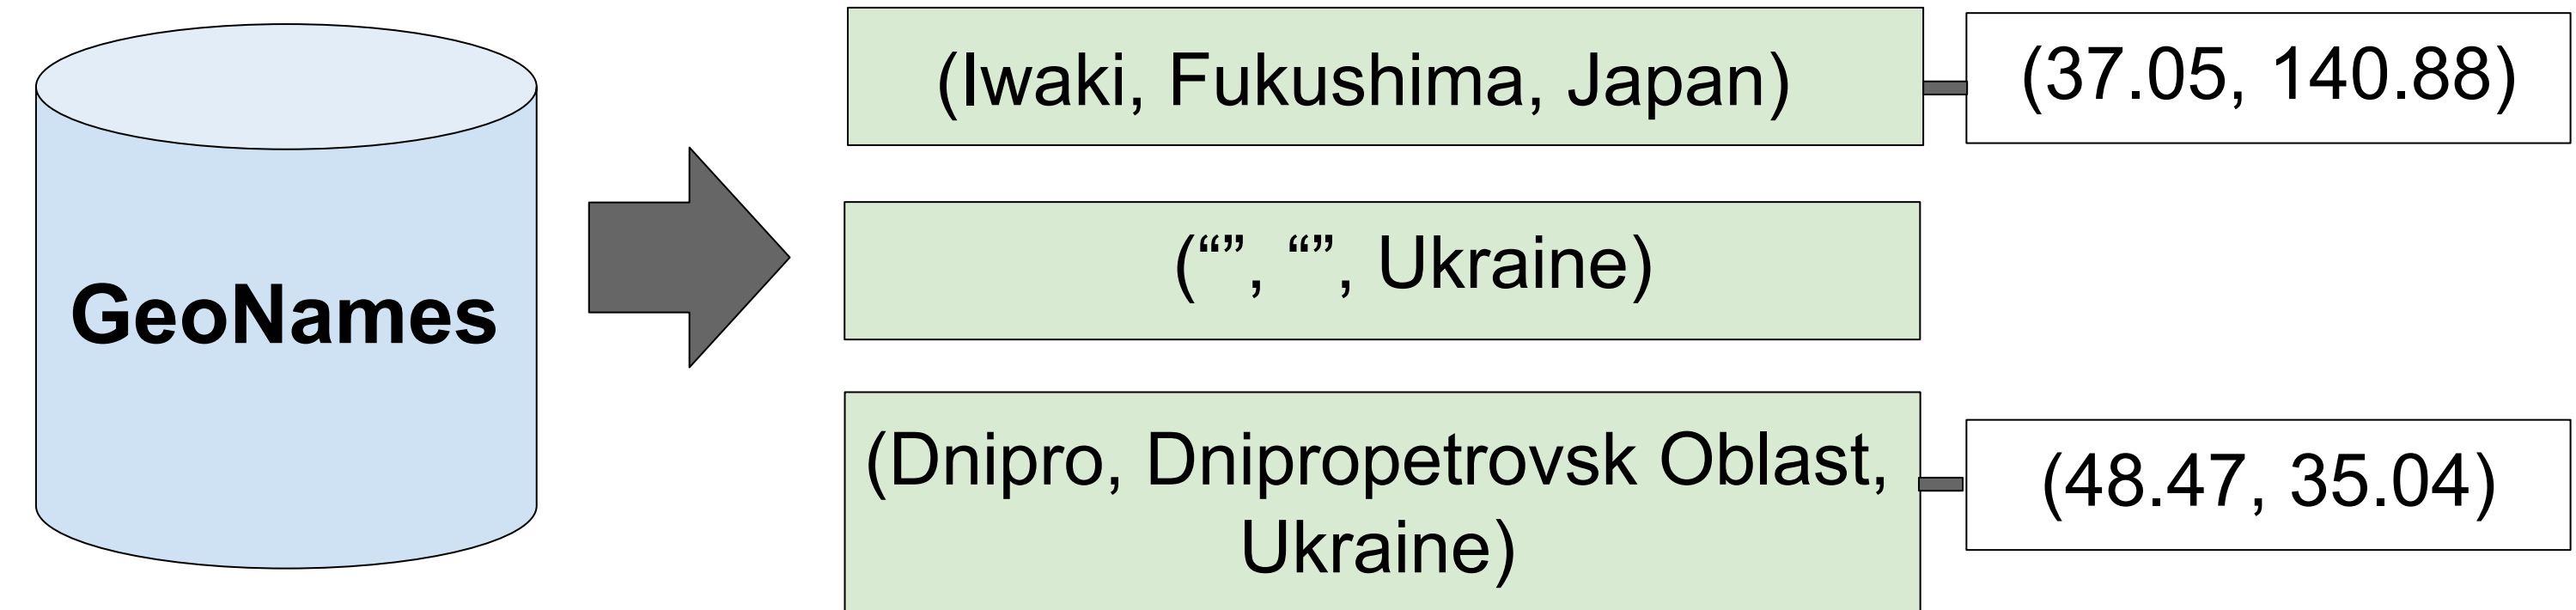 GeoNames
(Iwaki, Fukushima, Japan)
(37.05, 140.88)
(“”, “”, Ukraine)
(Dnipro, Dnipropetrovsk Oblast,
Ukraine)
(48.47, 35.04)